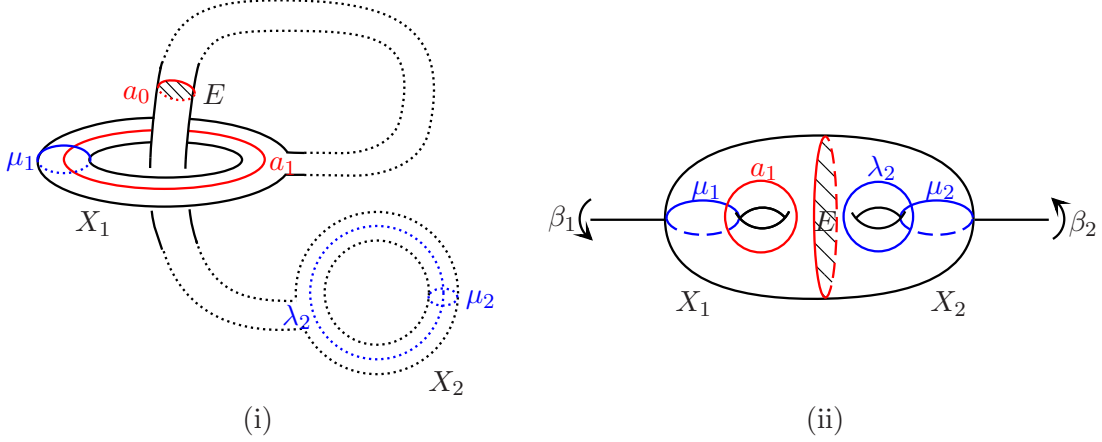 a₀ E
μ₁ a₁
X₁
λ₂ μ₂
X₂
(i)
a₁ λ₂
μ₁ μ₂
β₁ E β₂
X₁ X₂
(ii)